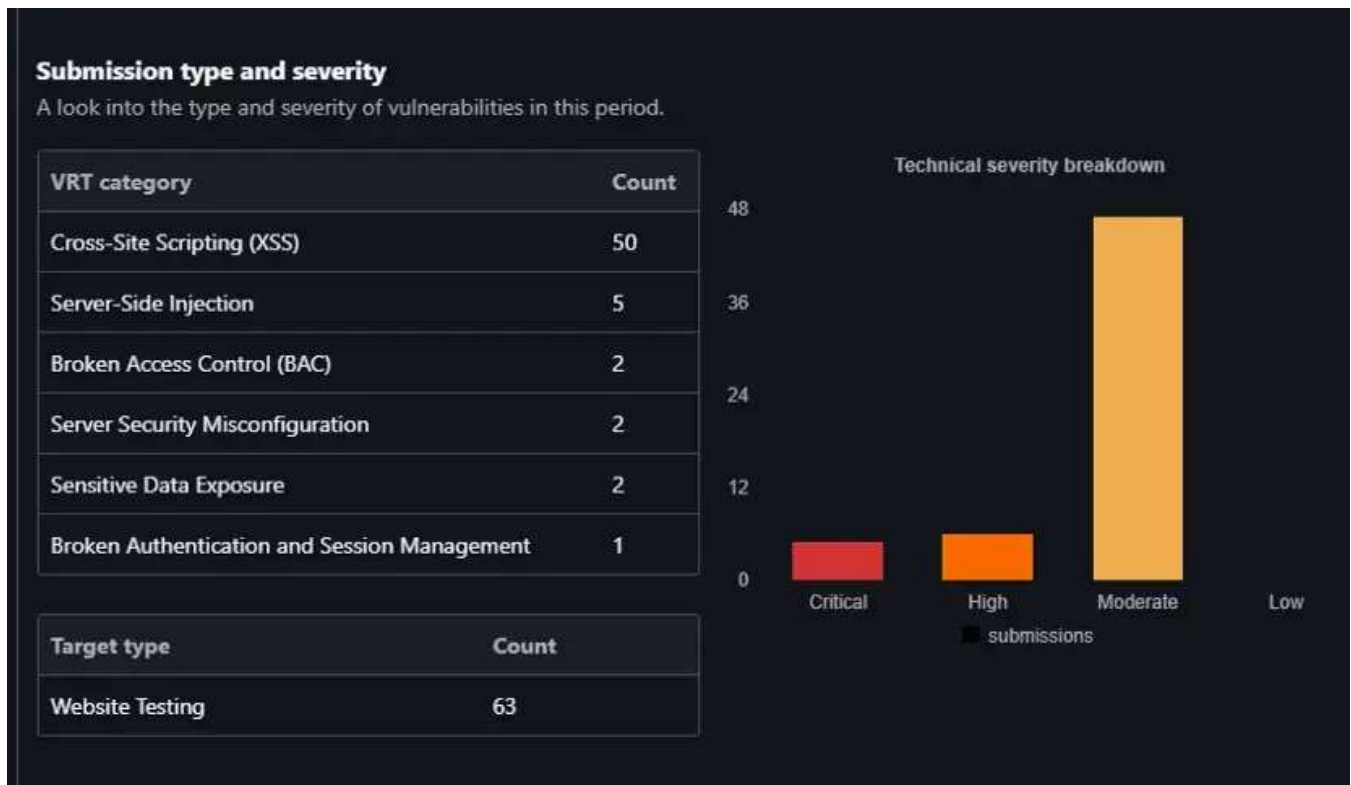 Submission type and severity
A look into the type and severity of vulnerabilities in this period.
VRT category Count
Cross-Site Scripting (XSS) 50
Server-Side Injection 5
Broken Access Control (BAC) 2
Server Security Misconfiguration 2
Sensitive Data Exposure 2
Broken Authentication and Session Management 1
Target type Count
Website Testing 63
Technical severity breakdown
48
36
24
12
0
Critical High Moderate Low
submissions